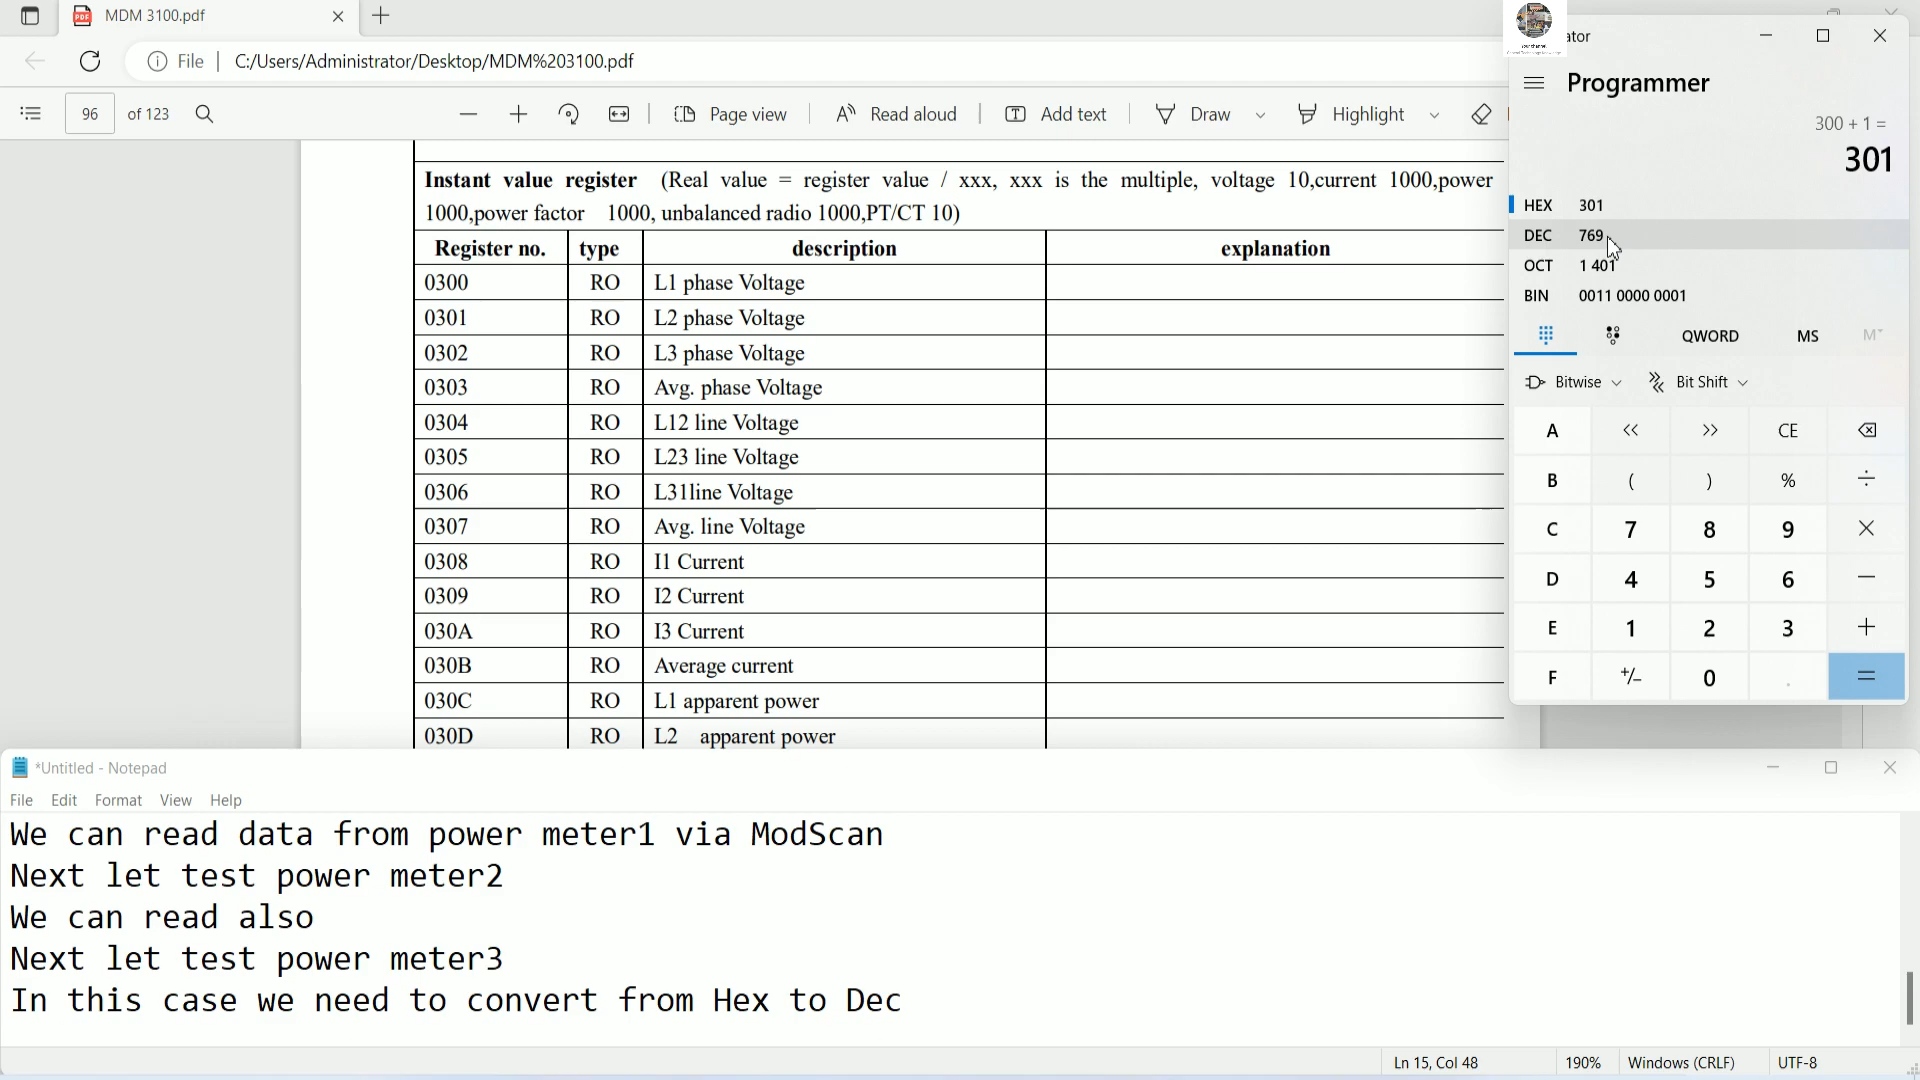 MDM 3100.pdf
File C:/Users/Administrator/Desktop/MDM%203100.pdf
96 of 123 Page view Read aloud Add text Draw Highlight
Instant value register (Real value = register value / xxx, xxx is the multiple, voltage 10,current 1000,power
1000,power factor 1000, unbalanced radio 1000,PT/CT 10)
Register no. type description explanation
0300 RO L1 phase Voltage
0301 RO L2 phase Voltage
0302 RO L3 phase Voltage
0303 RO Avg. phase Voltage
0304 RO L12 line Voltage
0305 RO L23 line Voltage
0306 RO L31line Voltage
0307 RO Avg. line Voltage
0308 RO I1 Current
0309 RO I2 Current
030A RO I3 Current
030B RO Average current
030C RO L1 apparent power
030D RO L2 apparent power
ator
Programmer
300 + 1 =
301
HEX 301
DEC 769
OCT 1 401
BIN 0011 0000 0001
QWORD MS M˅
Bitwise Bit Shift
A << >> CE
B ( ) % ÷
C 7 8 9 ×
D 4 5 6 −
E 1 2 3 +
F +/− 0 . =
*Untitled - Notepad
File Edit Format View Help
We can read data from power meter1 via ModScan
Next let test power meter2
We can read also
Next let test power meter3
In this case we need to convert from Hex to Dec
Ln 15, Col 48 190% Windows (CRLF) UTF-8